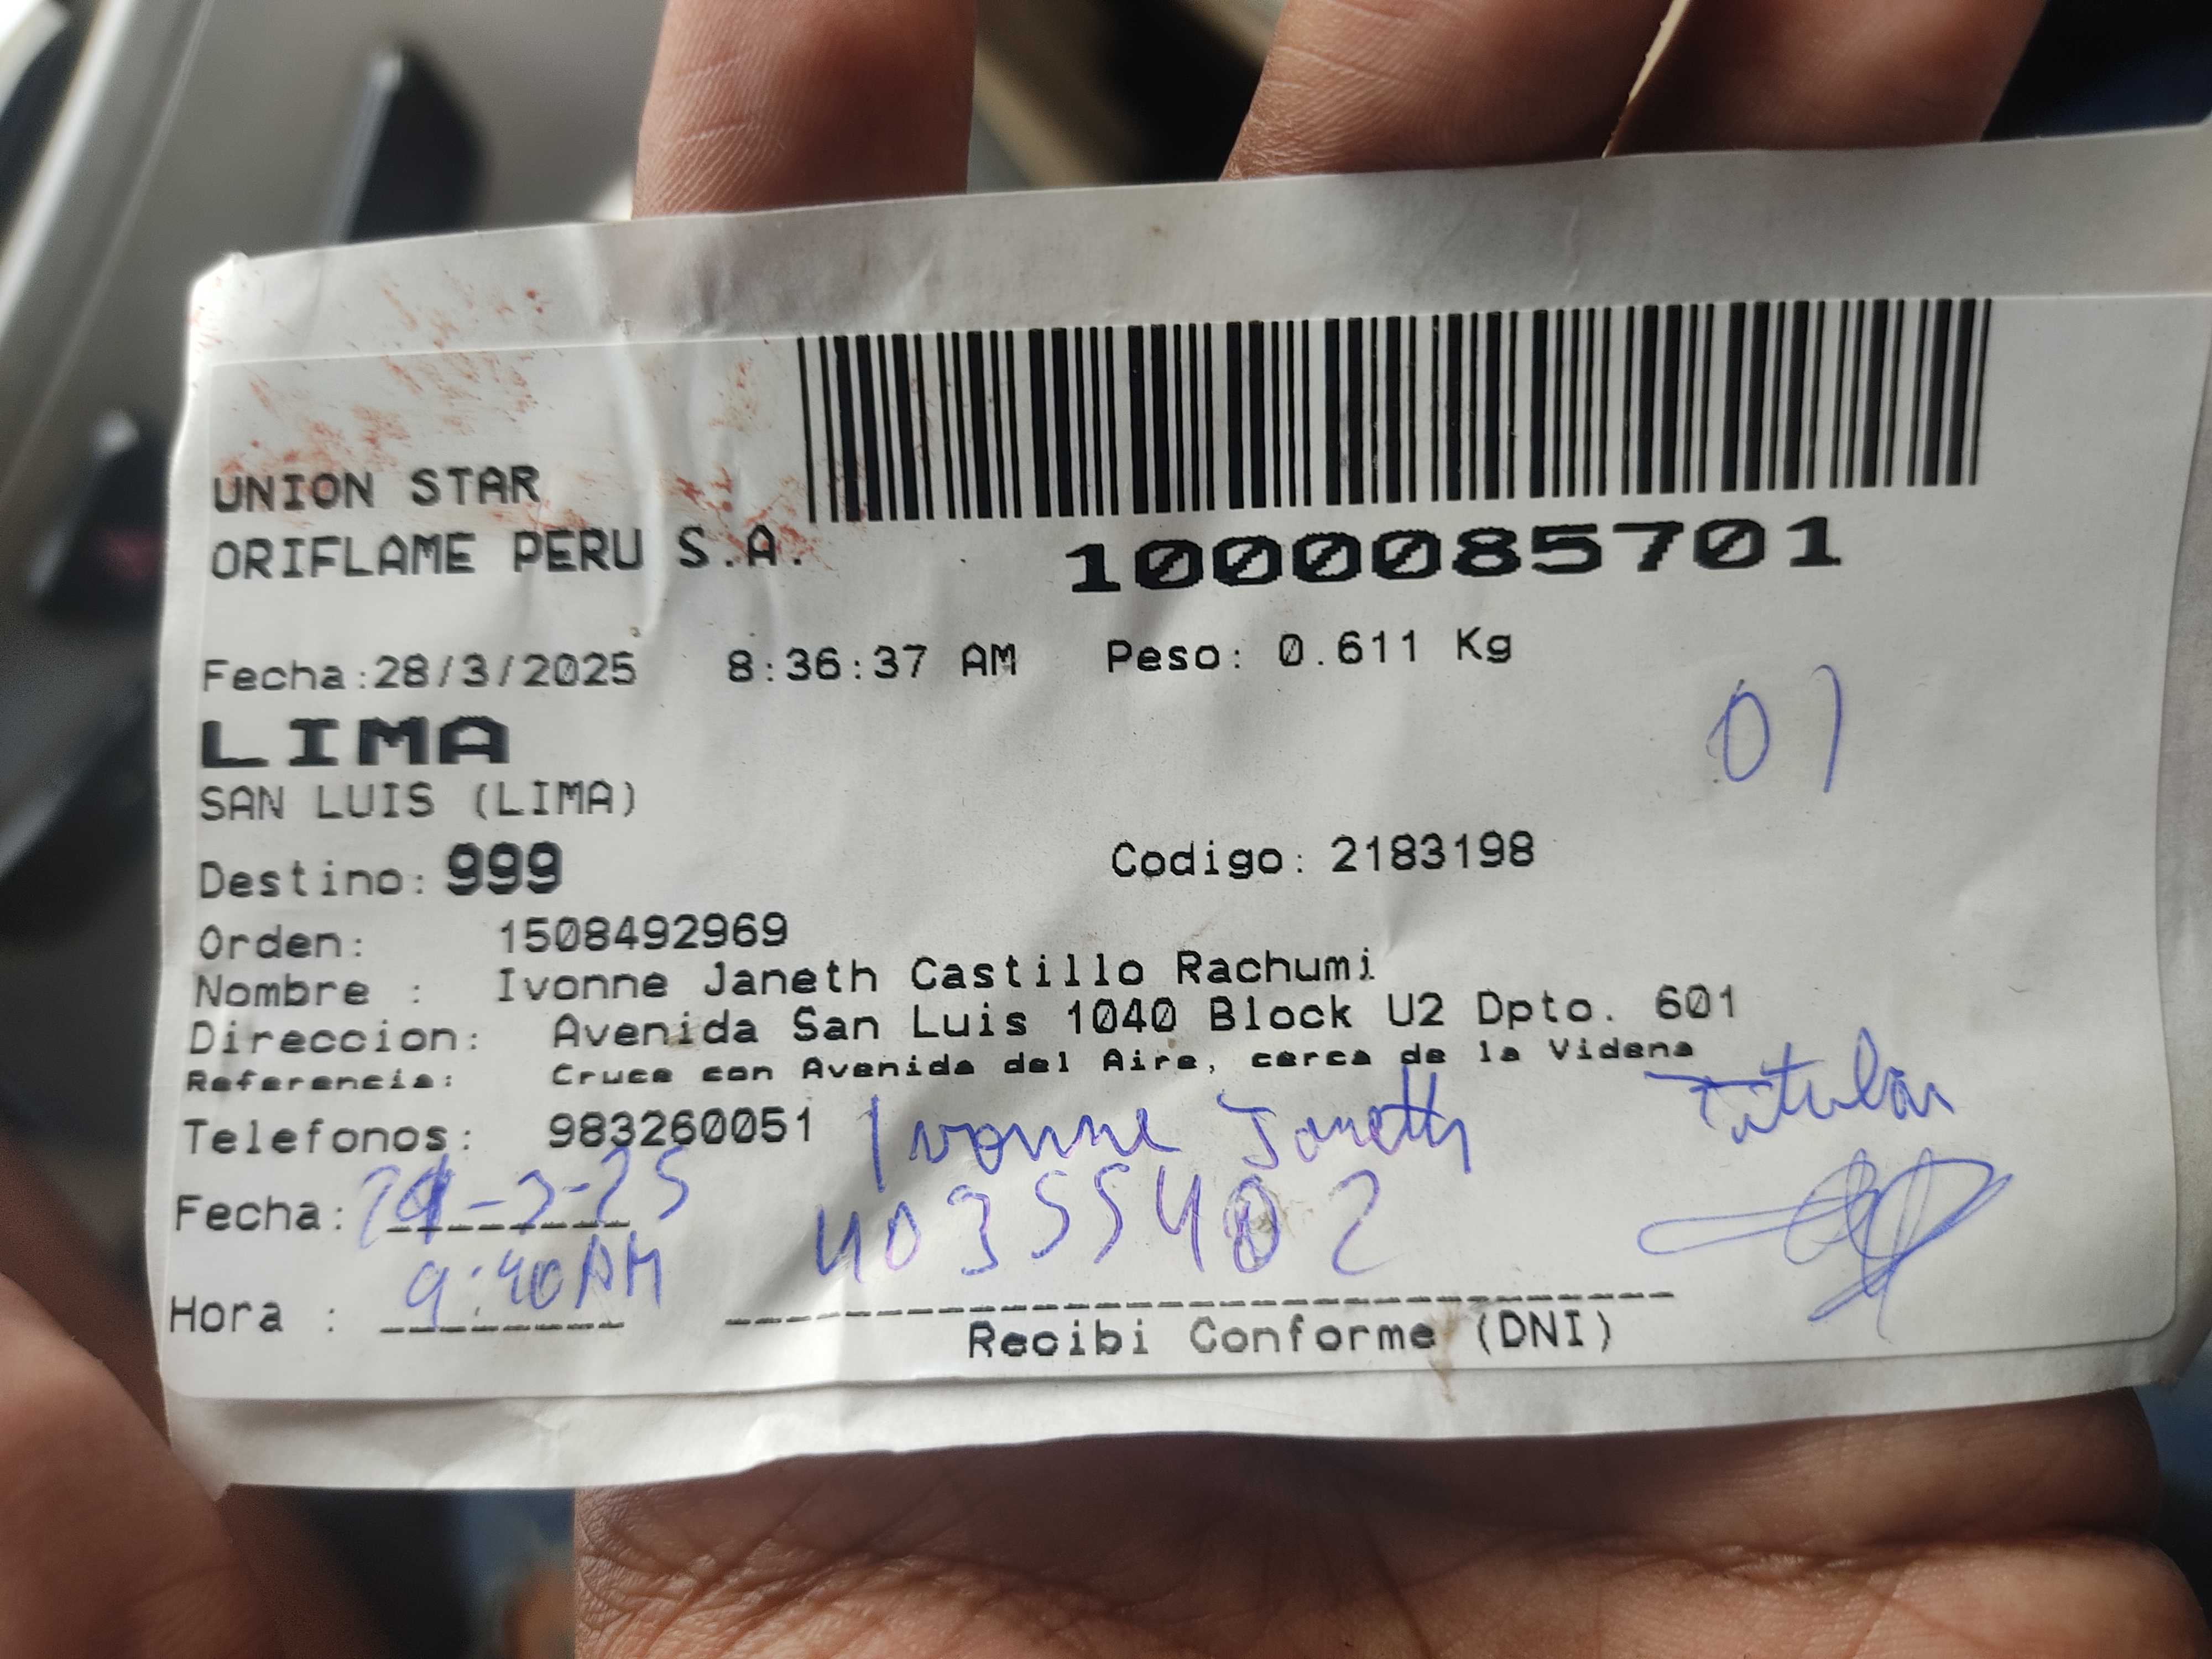 UNION STAR
ORIFLAME PERU S.A.
1000085701
Fecha:28/3/2025 8:36:37 AM Peso: 0.611 Kg
LIMA
01
SAN LUIS (LIMA)
Destino: 999 Codigo: 2183198
Orden: 1508492969
Nombre : Ivonne Janeth Castillo Rachumi
Direccion: Avenida San Luis 1040 Block U2 Dpto. 601
Referencia: Cruce con Avenida del Aire, cerca de la Videna
Telefonos: 983260051 Ivonne Janeth Titular
Fecha: 40355402
Hora : 9:40 AM
Recibi Conforme (DNI)